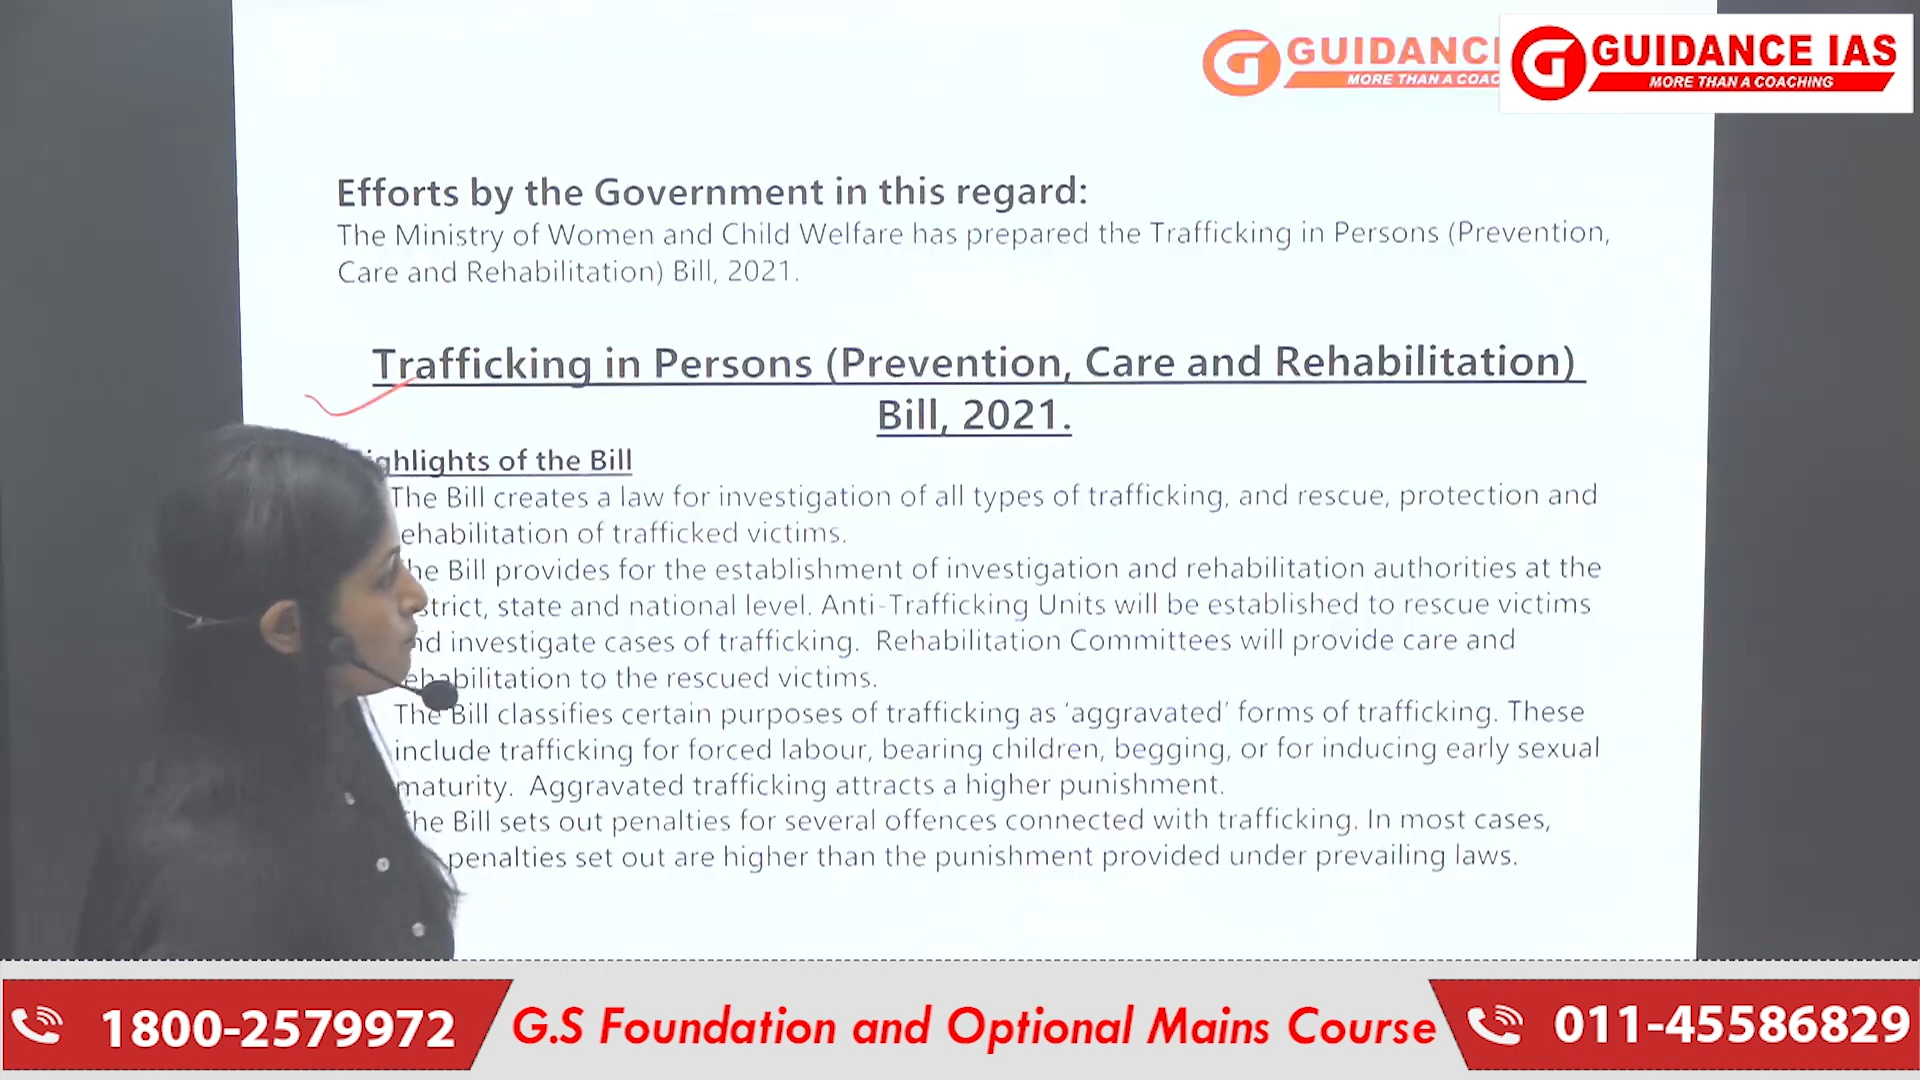 GUIDANC
MORE THAN A COAC
GUIDANCE IAS
MORE THAN A COACHING
Efforts by the Government in this regard:
The Ministry of Women and Child Welfare has prepared the Trafficking in Persons (Prevention,
Care and Rehabilitation) Bill, 2021.
Trafficking in Persons (Prevention, Care and Rehabilitation)
Bill, 2021.
ghlights of the Bill
The Bill creates a law for investigation of all types of trafficking, and rescue, protection and
ehabilitation of trafficked victims.
he Bill provides for the establishment of investigation and rehabilitation authorities at the
strict, state and national level. Anti-Trafficking Units will be established to rescue victims
nd investigate cases of trafficking. Rehabilitation Committees will provide care and
ehabilitation to the rescued victims.
The Bill classifies certain purposes of trafficking as 'aggravated' forms of trafficking. These
include trafficking for forced labour, bearing children, begging, or for inducing early sexual
maturity. Aggravated trafficking attracts a higher punishment.
he Bill sets out penalties for several offences connected with trafficking. In most cases,
penalties set out are higher than the punishment provided under prevailing laws.
1800-2579972
G.S Foundation and Optional Mains Course
011-45586829